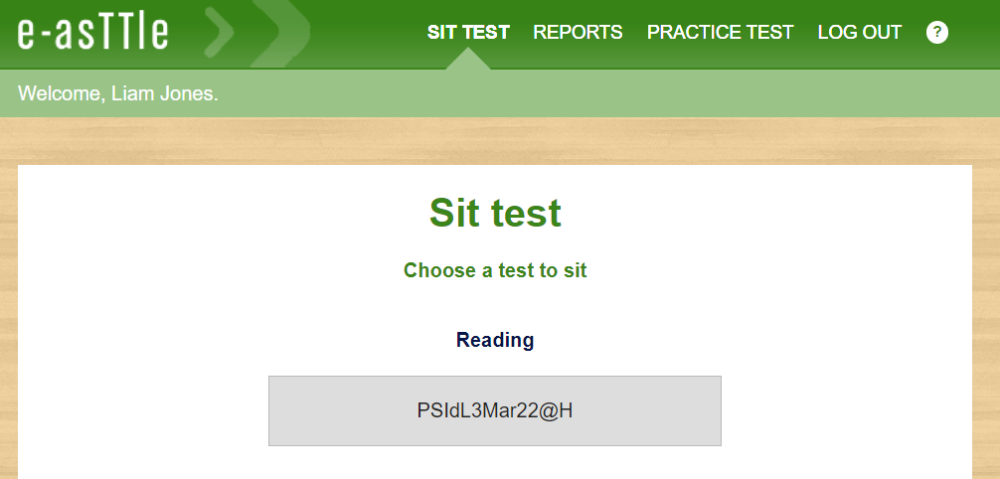 e-asTTle
SIT TEST REPORTS PRACTICE TEST LOG OUT ?
Welcome, Liam Jones.
Sit test
Choose a test to sit
Reading
PSIdL3Mar22@H